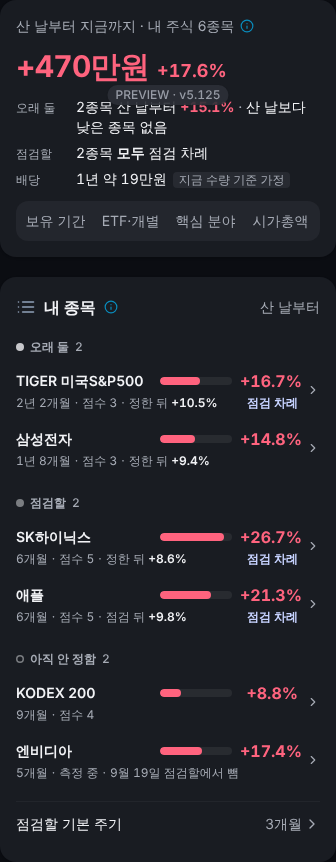 산 날부터 지금까지 · 내 주식 6종목
+470만원 +17.6%
PREVIEW · v5.125
오래 둘 2종목 산 날부터 +15.1% · 산 날보다
낮은 종목 없음
점검할 2종목 모두 점검 차례
배당 1년 약 19만원 지금 수량 기준 가정
보유 기간 ETF·개별 핵심 분야 시가총액
내 종목 산 날부터
오래 둘 2
TIGER 미국S&P500 +16.7%
2년 2개월 · 점수 3 · 정한 뒤 +10.5% 점검 차례
삼성전자 +14.8%
1년 8개월 · 점수 3 · 정한 뒤 +9.4%
점검할 2
SK하이닉스 +26.7%
6개월 · 점수 5 · 정한 뒤 +8.6% 점검 차례
애플 +21.3%
6개월 · 점수 5 · 점검 뒤 +9.8% 점검 차례
아직 안 정함 2
KODEX 200 +8.8%
9개월 · 점수 4
엔비디아 +17.4%
5개월 · 측정 중 · 9월 19일 점검할에서 뺌
점검할 기본 주기 3개월